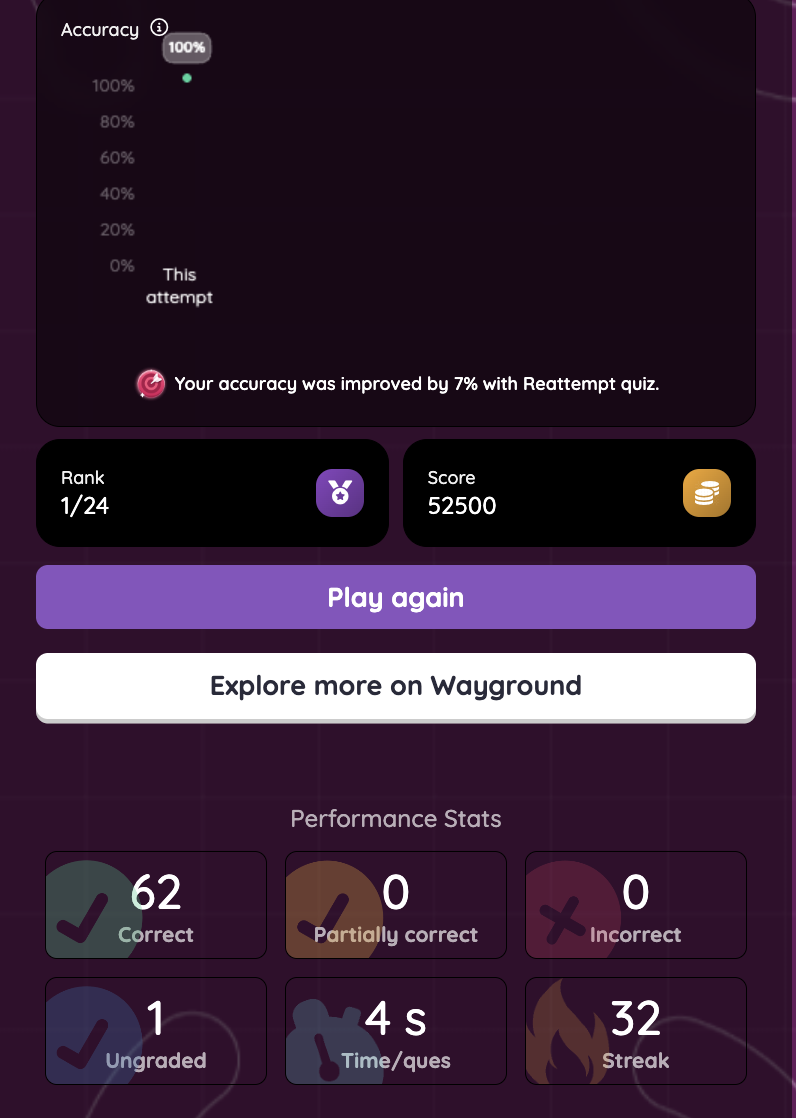 Accuracy
100%
100%
80%
60%
40%
20%
0%
This
attempt
Your accuracy was improved by 7% with Reattempt quiz.
Rank
1/24
Score
52500
Play again
Explore more on Wayground
Performance Stats
62
Correct
0
Partially correct
0
Incorrect
1
Ungraded
4 s
Time/ques
32
Streak